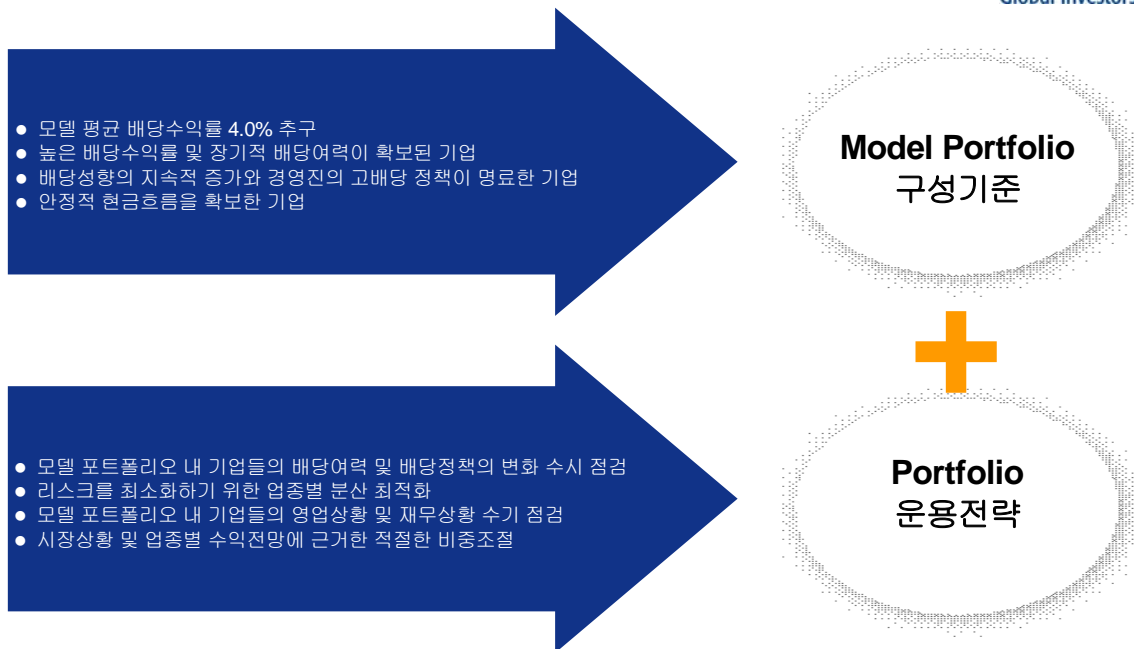 Global Investors
● 모델 평균 배당수익률 4.0% 추구
● 높은 배당수익률 및 장기적 배당여력이 확보된 기업
● 배당성향의 지속적 증가와 경영진의 고배당 정책이 명료한 기업
● 안정적 현금흐름을 확보한 기업
Model Portfolio
구성기준
● 모델 포트폴리오 내 기업들의 배당여력 및 배당정책의 변화 수시 점검
● 리스크를 최소화하기 위한 업종별 분산 최적화
● 모델 포트폴리오 내 기업들의 영업상황 및 재무상황 수기 점검
● 시장상황 및 업종별 수익전망에 근거한 적절한 비중조절
Portfolio
운용전략